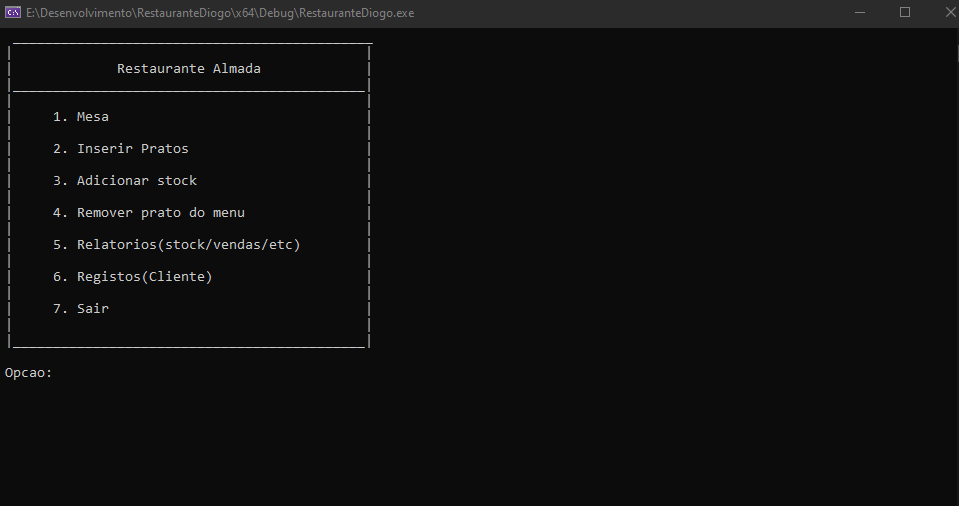 E:\Desenvolvimento\RestauranteDiogo\x64\Debug\RestauranteDiogo.exe
Restaurante Almada
1. Mesa
2. Inserir Pratos
3. Adicionar stock
4. Remover prato do menu
5. Relatorios(stock/vendas/etc)
6. Registos(Cliente)
7. Sair
Opcao: